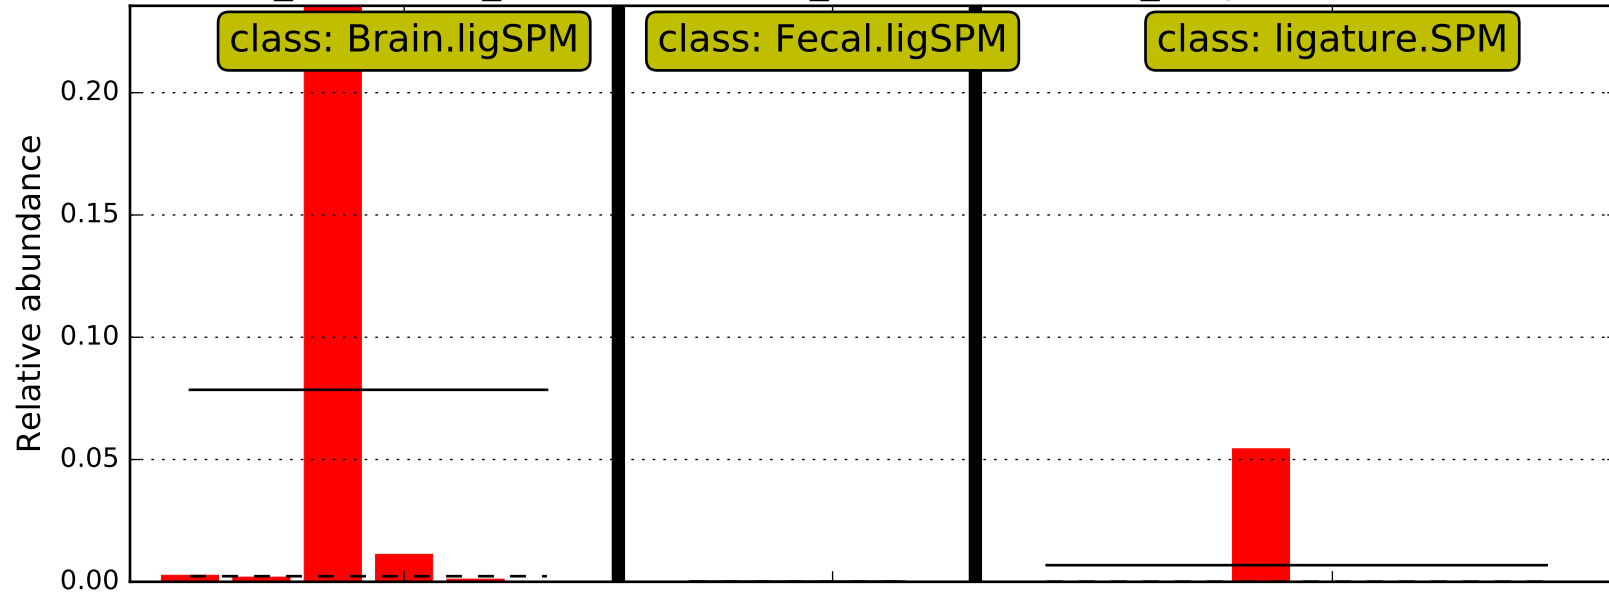 class: Brain.ligSPM
class: Fecal.ligSPM
class: ligature.SPM
0.20
0.15
0.10
0.05
0.00
Relative abundance